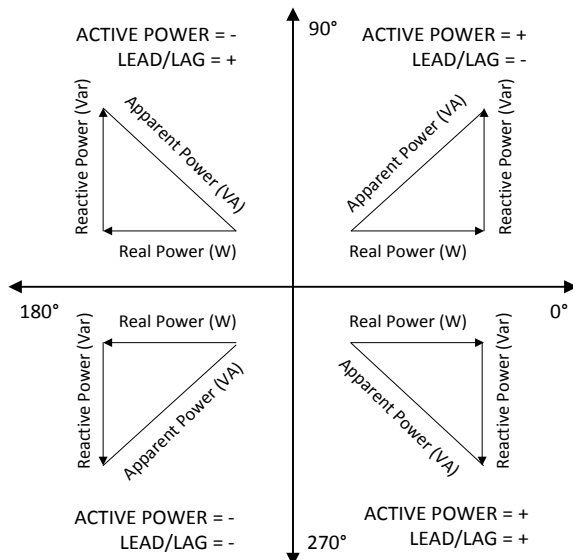 ACTIVE POWER = -
LEAD/LAG = +
90°
ACTIVE POWER = +
LEAD/LAG = -
Reactive Power (Var)
Apparent Power (VA)
Real Power (W)
Apparent Power (VA)
Reactive Power (Var)
Real Power (W)
180°
0°
Real Power (W)
Reactive Power (Var)
Apparent Power (VA)
Real Power (W)
Apparent Power (VA)
Reactive Power (Var)
ACTIVE POWER = -
LEAD/LAG = -
270°
ACTIVE POWER = +
LEAD/LAG = +